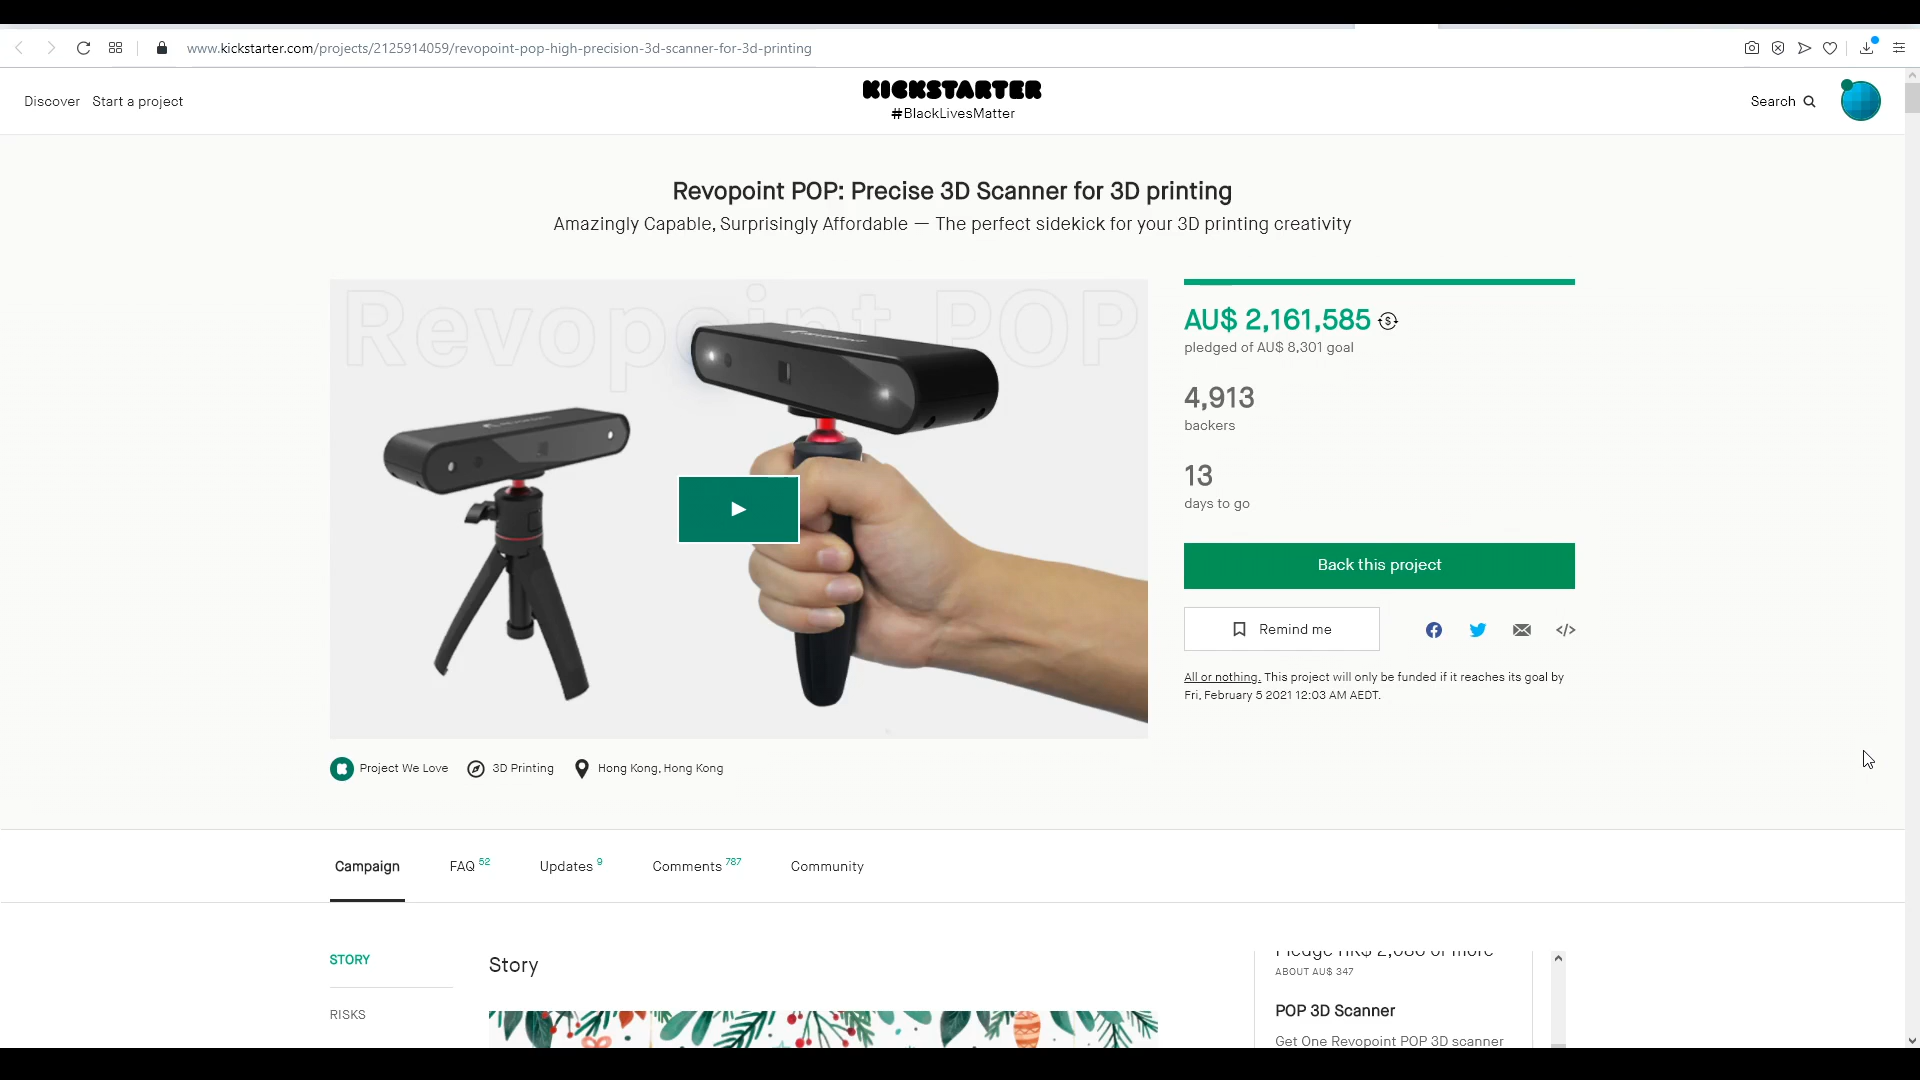 www.kickstarter.com/projects/2125914059/revopoint-pop-high-precision-3d-scanner-for-3d-printing
Discover Start a project
KICKSTARTER
#BlackLivesMatter
Search
Revopoint POP: Precise 3D Scanner for 3D printing
Amazingly Capable, Surprisingly Affordable — The perfect sidekick for your 3D printing creativity
Revopoint POP
AU$ 2,161,585
pledged of AU$ 8,301 goal
4,913
backers
13
days to go
Back this project
Remind me
All or nothing. This project will only be funded if it reaches its goal by
Fri, February 5 2021 12:03 AM AEDT.
Project We Love 3D Printing Hong Kong, Hong Kong
Campaign FAQ 52 Updates 9 Comments 787 Community
STORY
RISKS
Story
Pledge HK$ 2,086 or more
ABOUT AU$ 347
POP 3D Scanner
Get One Revopoint POP 3D scanner